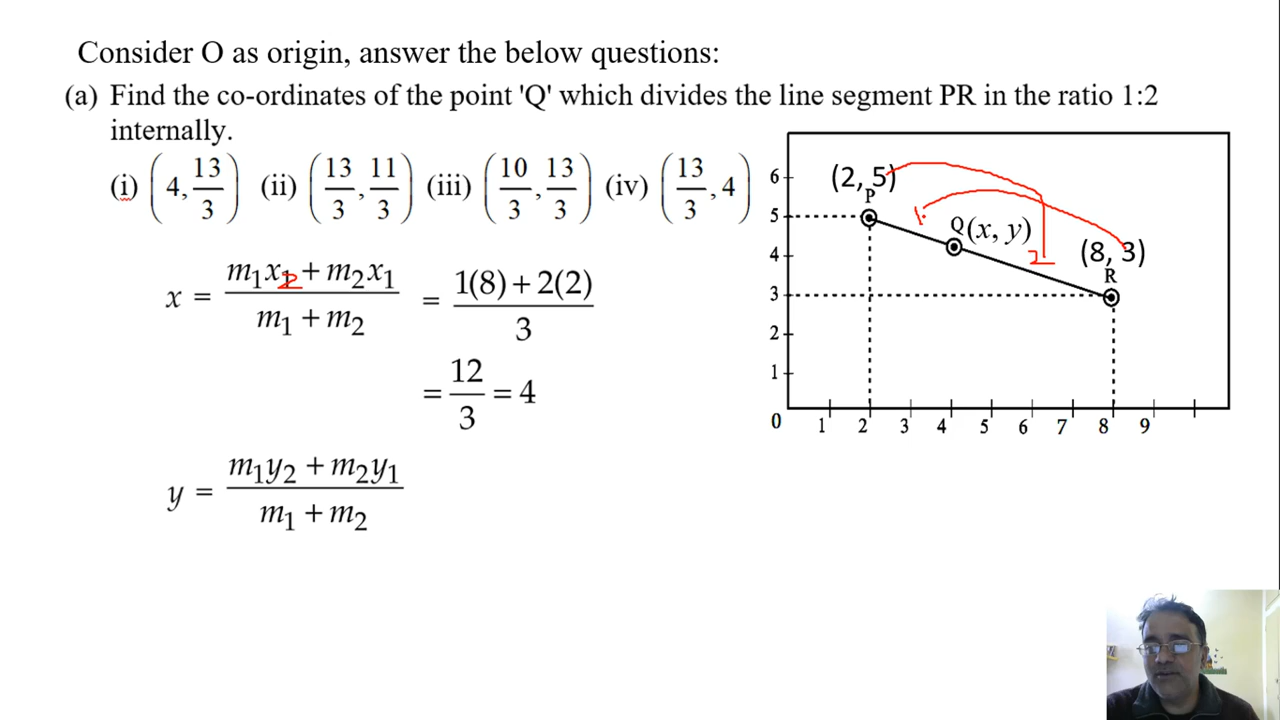 Consider O as origin, answer the below questions:
(a) Find the co-ordinates of the point 'Q' which divides the line segment PR in the ratio 1:2
internally.
(i) (4, 13/3) (ii) (13/3, 11/3) (iii) (10/3, 13/3) (iv) (13/3, 4)
x = (m₁x₂ + m₂x₁)/(m₁ + m₂) = (1(8) + 2(2))/3
= 12/3 = 4
y = (m₁y₂ + m₂y₁)/(m₁ + m₂)
(2, 5)
P
1
Q(x, y)
2
(8, 3)
R
6
5
4
3
2
1
0 1 2 3 4 5 6 7 8 9